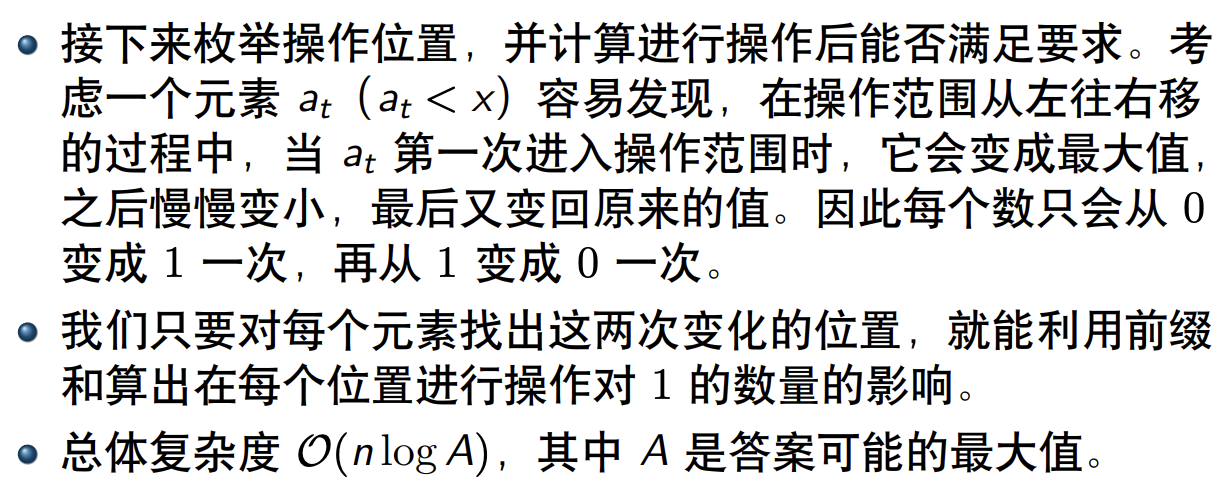 接下来枚举操作位置，并计算进行操作后能否满足要求。考
虑一个元素 aₜ（aₜ < x）容易发现，在操作范围从左往右移
的过程中，当 aₜ 第一次进入操作范围时，它会变成最大值，
之后慢慢变小，最后又变回原来的值。因此每个数只会从 0
变成 1 一次，再从 1 变成 0 一次。
我们只要对每个元素找出这两次变化的位置，就能利用前缀
和算出在每个位置进行操作对 1 的数量的影响。
总体复杂度 𝒪(n log A)，其中 A 是答案可能的最大值。